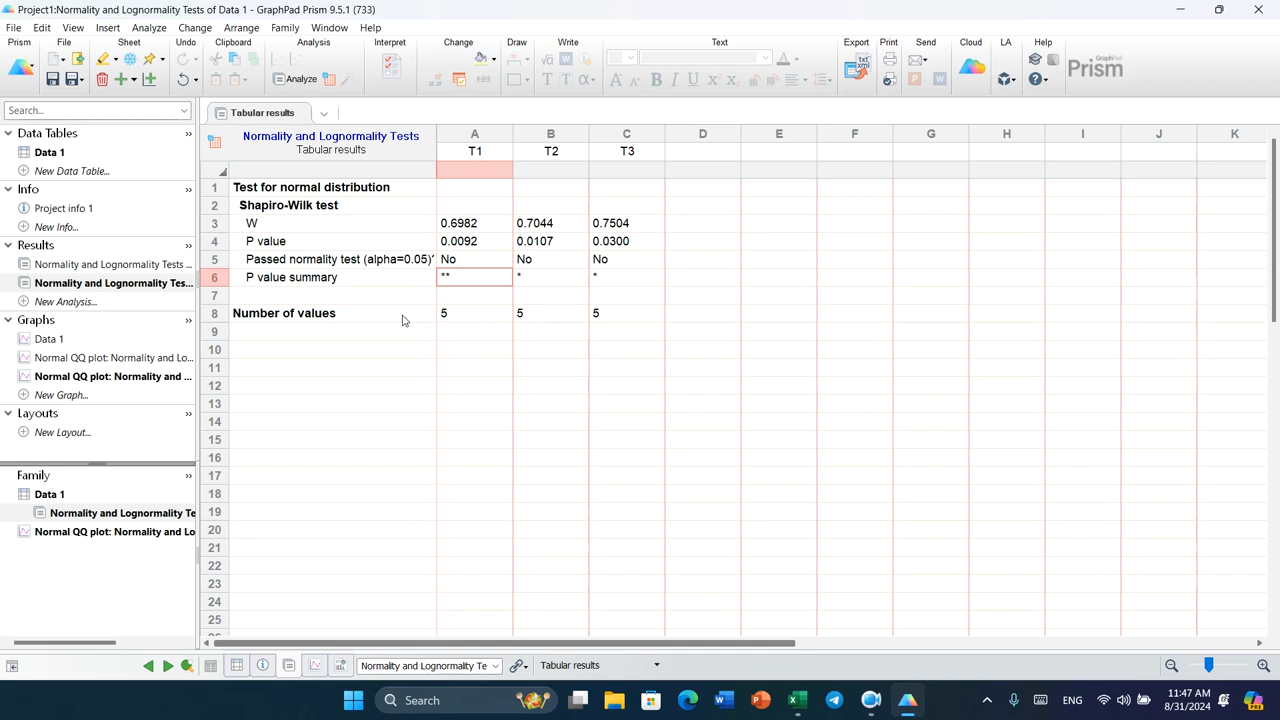 Project1:Normality and Lognormality Tests of Data 1 - GraphPad Prism 9.5.1 (733)
File Edit View Insert Analyze Change Arrange Family Window Help
Prism File Sheet Undo Clipboard Analysis Interpret Change Draw Write Text Export Print Send Cloud LA Help
Analyze
GraphPad
Prism
Search...
Tabular results
Data Tables
Data 1
New Data Table...
Info
Project info 1
New Info...
Results
Normality and Lognormality Tests ...
Normality and Lognormality Tes...
New Analysis...
Graphs
Data 1
Normal QQ plot: Normality and Lo...
Normal QQ plot: Normality and ...
New Graph...
Layouts
New Layout...
Family
Data 1
Normality and Lognormality Te
Normal QQ plot: Normality and Lo
Normality and Lognormality Tests
Tabular results
A B C D E F G H I J K
T1 T2 T3
1 Test for normal distribution
2 Shapiro-Wilk test
3 W 0.6982 0.7044 0.7504
4 P value 0.0092 0.0107 0.0300
5 Passed normality test (alpha=0.05)? No No No
6 P value summary ** * *
7
8 Number of values 5 5 5
9
10
11
12
13
14
15
16
17
18
19
20
21
22
23
24
25
Normality and Lognormality Te
Tabular results
Search
ENG
11:47 AM
8/31/2024